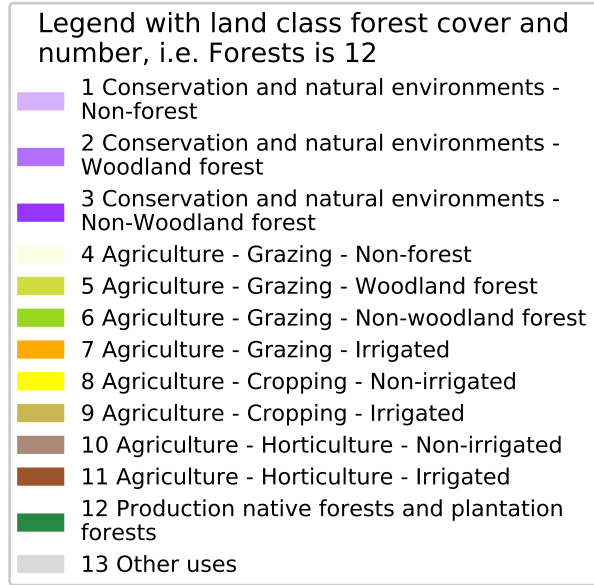 Legend with land class forest cover and
number, i.e. Forests is 12
1 Conservation and natural environments -
Non-forest
2 Conservation and natural environments -
Woodland forest
3 Conservation and natural environments -
Non-Woodland forest
4 Agriculture - Grazing - Non-forest
5 Agriculture - Grazing - Woodland forest
6 Agriculture - Grazing - Non-woodland forest
7 Agriculture - Grazing - Irrigated
8 Agriculture - Cropping - Non-irrigated
9 Agriculture - Cropping - Irrigated
10 Agriculture - Horticulture - Non-irrigated
11 Agriculture - Horticulture - Irrigated
12 Production native forests and plantation
forests
13 Other uses